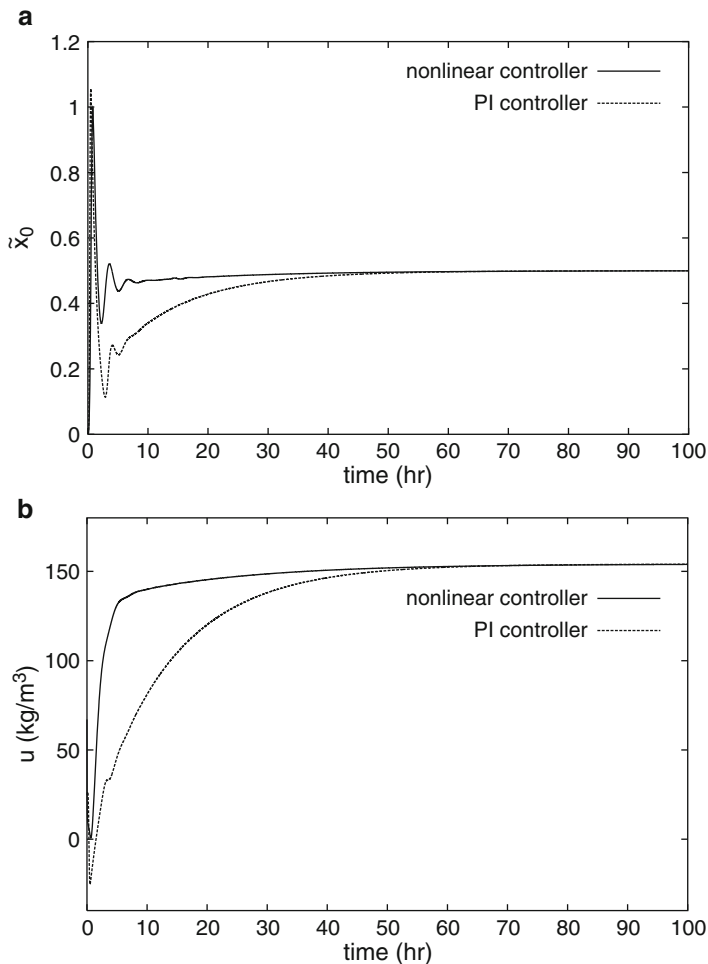 a
1.2
1
0.8
0.6
0.4
0.2
0
x̃0
nonlinear controller
PI controller
0 10 20 30 40 50 60 70 80 90 100
time (hr)
b
150
100
50
0
u (kg/m³)
nonlinear controller
PI controller
0 10 20 30 40 50 60 70 80 90 100
time (hr)